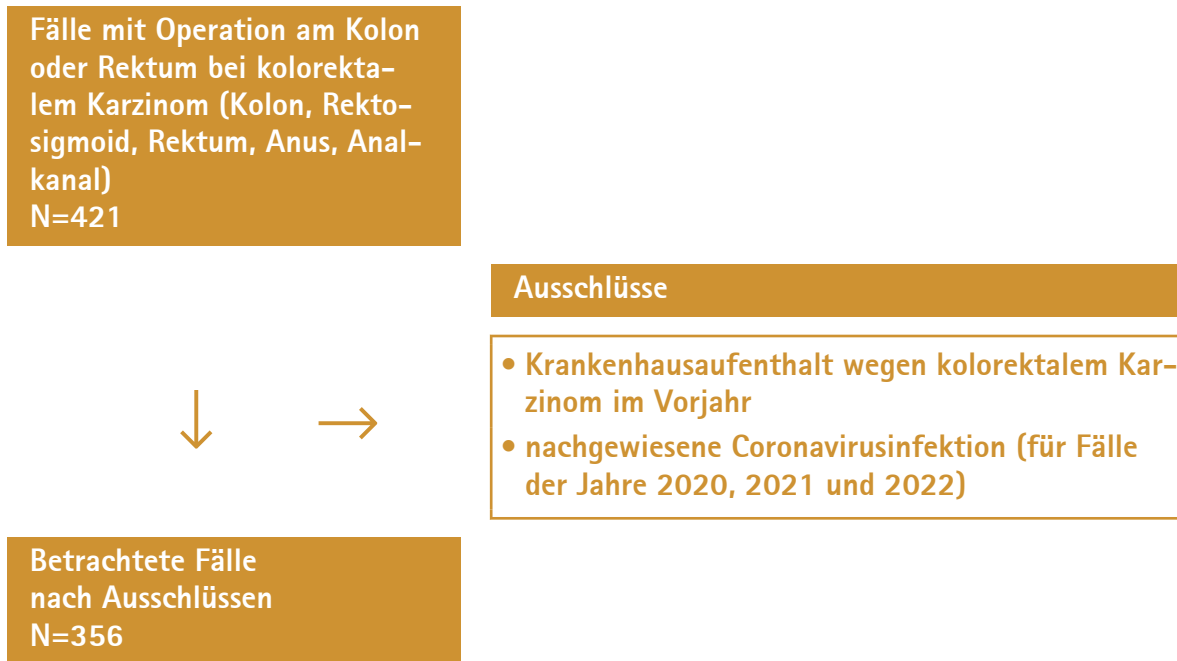 Fälle mit Operation am Kolon
oder Rektum bei kolorekta-
lem Karzinom (Kolon, Rekto-
sigmoid, Rektum, Anus, Anal-
kanal)
N=421
Ausschlüsse
• Krankenhausaufenthalt wegen kolorektalem Kar-
zinom im Vorjahr
• nachgewiesene Coronavirusinfektion (für Fälle
der Jahre 2020, 2021 und 2022)
Betrachtete Fälle
nach Ausschlüssen
N=356